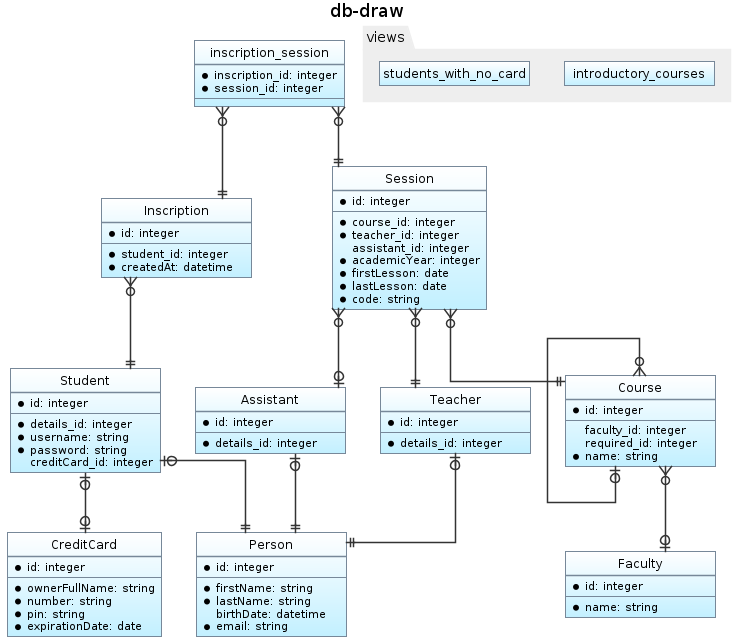 db-draw
views
students_with_no_card
introductory_courses
inscription_session
● inscription_id: integer
● session_id: integer
Session
● id: integer
● course_id: integer
● teacher_id: integer
assistant_id: integer
● academicYear: integer
● firstLesson: date
● lastLesson: date
● code: string
Inscription
● id: integer
● student_id: integer
● createdAt: datetime
Student
● id: integer
● details_id: integer
● username: string
● password: string
creditCard_id: integer
Assistant
● id: integer
● details_id: integer
Teacher
● id: integer
● details_id: integer
Course
● id: integer
faculty_id: integer
required_id: integer
● name: string
CreditCard
● id: integer
● ownerFullName: string
● number: string
● pin: string
● expirationDate: date
Person
● id: integer
● firstName: string
● lastName: string
birthDate: datetime
● email: string
Faculty
● id: integer
● name: string